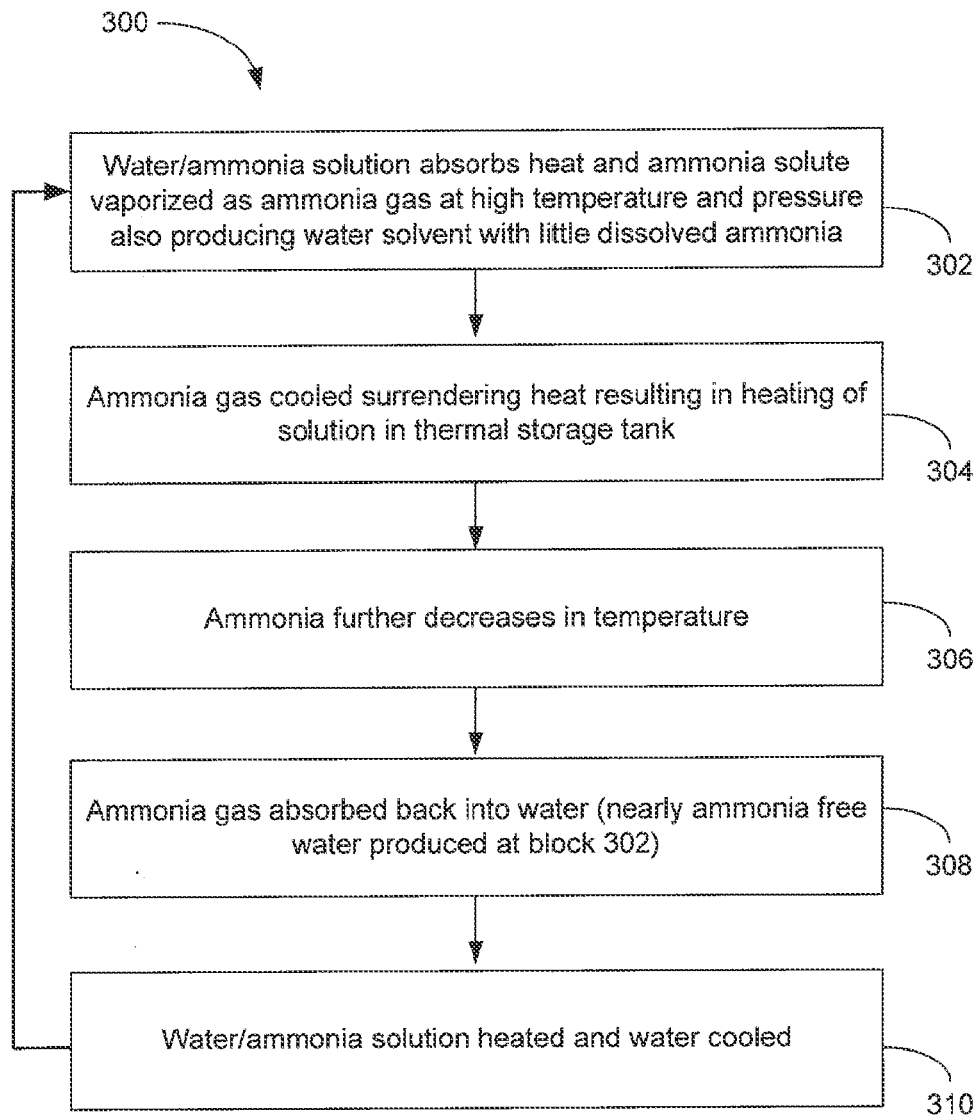 300
Water/ammonia solution absorbs heat and ammonia solute
vaporized as ammonia gas at high temperature and pressure
also producing water solvent with little dissolved ammonia
302
Ammonia gas cooled surrendering heat resulting in heating of
solution in thermal storage tank
304
Ammonia further decreases in temperature
306
Ammonia gas absorbed back into water (nearly ammonia free
water produced at block 302)
308
Water/ammonia solution heated and water cooled
310